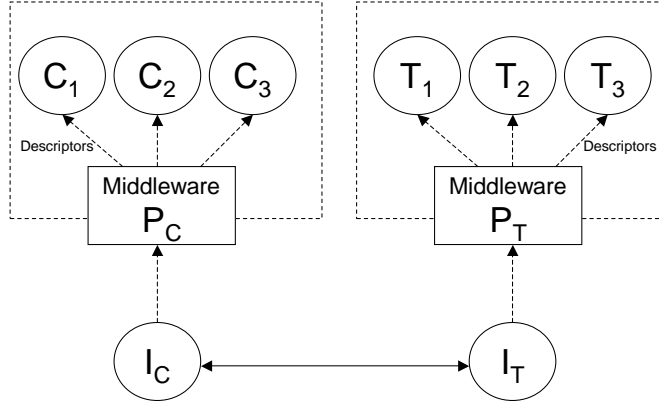 C1 C2 C3 T1 T2 T3
Descriptors Descriptors
Middleware Middleware
PC PT
IC IT